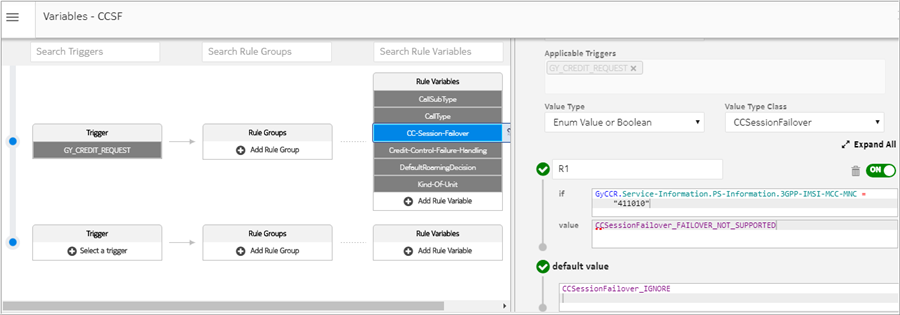 Variables - CCSF
Search Triggers
Search Rule Groups
Search Rule Variables
Trigger
GY_CREDIT_REQUEST
Rule Groups
Add Rule Group
Rule Variables
CallSubType
CallType
CC-Session-Failover
Credit-Control-Failure-Handling
DefaultRoamingDecision
Kind-Of-Unit
Add Rule Variable
Trigger
Select a trigger
Rule Groups
Add Rule Group
Rule Variables
Add Rule Variable
Applicable Triggers
GY_CREDIT_REQUEST
Value Type
Value Type Class
Enum Value or Boolean
CCSessionFailover
Expand All
R1
ON
if
GyCCR.Service-Information.PS-Information.3GPP-IMSI-MCC-MNC =
"411010"
value
CCSessionFailover_FAILOVER_NOT_SUPPORTED
default value
CCSessionFailover_IGNORE